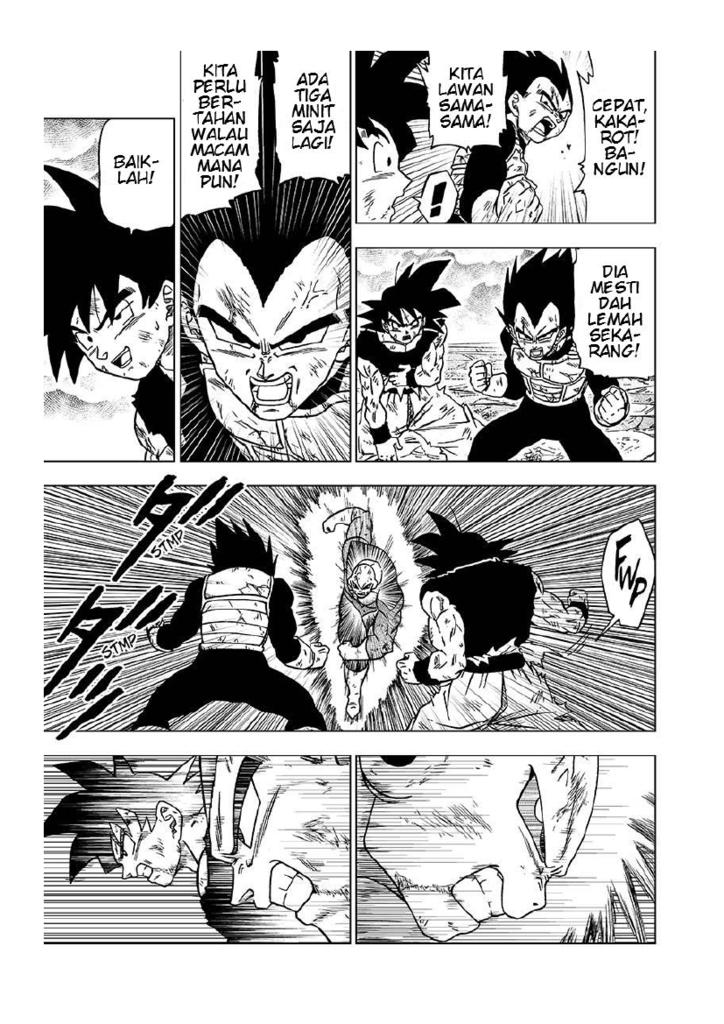 CEPAT,
KAKA-
ROT!
BA-
NGUN!
KITA
LAWAN
SAMA-
SAMA!
!
DIA
MESTI
DAH
LEMAH
SEKA-
RANG!
ADA
TIGA
MINIT
SAJA
LAGI!
KITA
PERLU
BER-
TAHAN
WALAU
MACAM
MANA
PUN!
BAIK-
LAH!
FWP
ダッ
STMP
ダッ
STMP